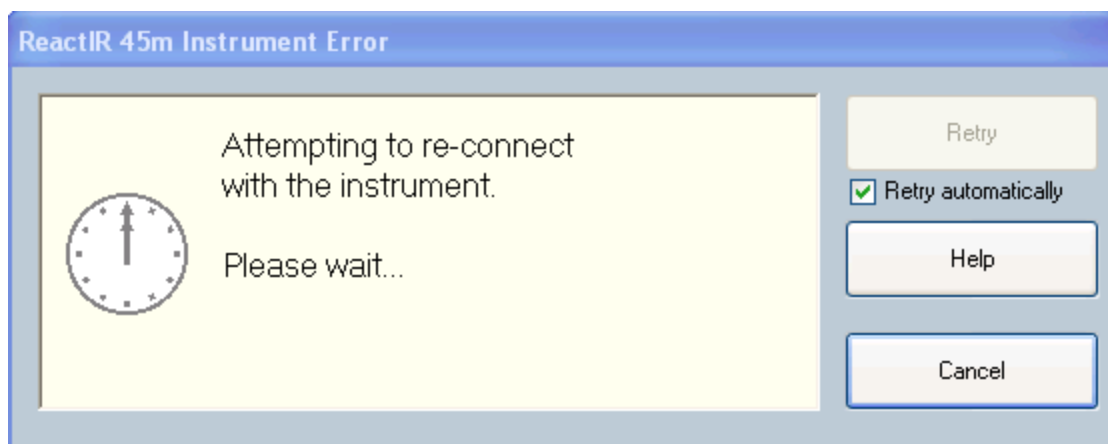 ReactIR 45m Instrument Error
Attempting to re-connect
with the instrument.
Please wait...
Retry
Retry automatically
Help
Cancel